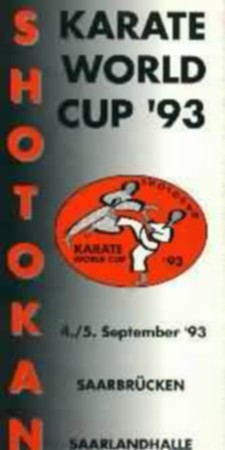 SHOTOKAN
KARATE
WORLD
CUP '93
SHOTOKAN
KARATE
WORLD CUP '93
4./5. September '93
SAARBRÜCKEN
SAARLANDHALLE